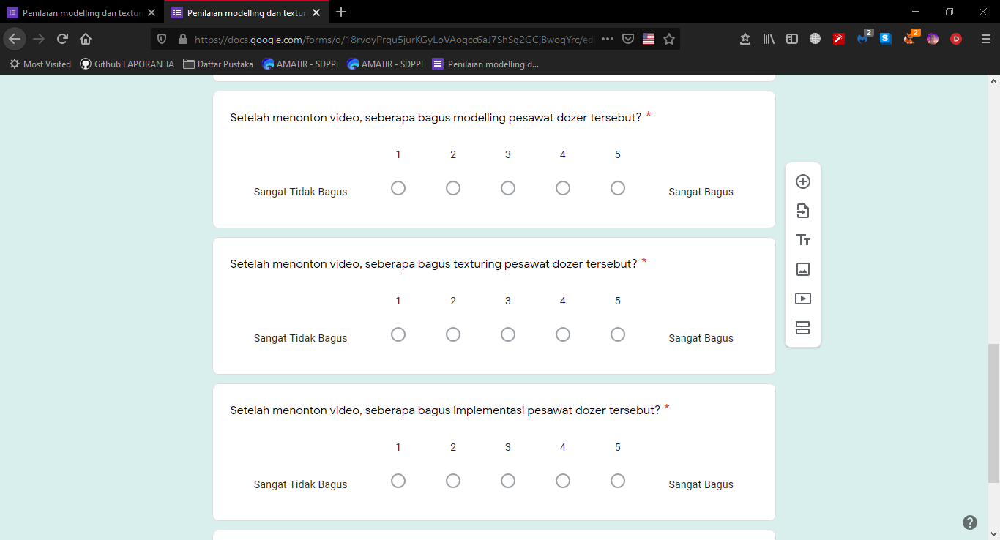 Penilaian modelling dan textur
Penilaian modelling dan textur
https://docs.google.com/forms/d/18rvoyPrqu5jurKGyLoVAoqcc6aJ7ShSg2GCjBwoqYrc/ed
2
S
2
D
Most Visited
Github LAPORAN TA
Daftar Pustaka
AMATIR - SDPPI
AMATIR - SDPPI
Penilaian modelling d...
Setelah menonton video, seberapa bagus modelling pesawat dozer tersebut? *
1 2 3 4 5
Sangat Tidak Bagus Sangat Bagus
Setelah menonton video, seberapa bagus texturing pesawat dozer tersebut? *
1 2 3 4 5
Sangat Tidak Bagus Sangat Bagus
Setelah menonton video, seberapa bagus implementasi pesawat dozer tersebut? *
1 2 3 4 5
Sangat Tidak Bagus Sangat Bagus